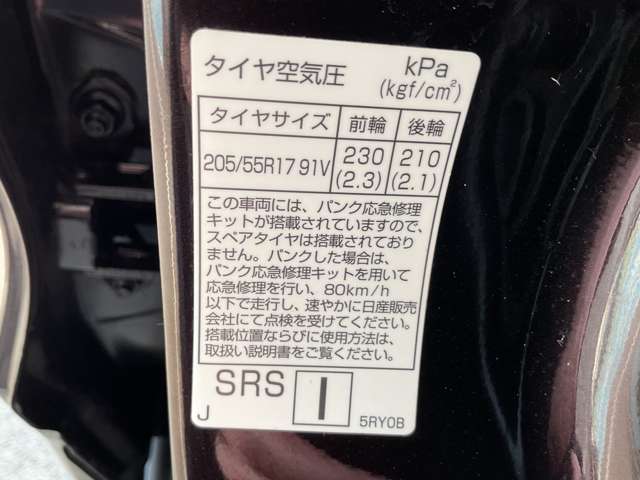 タイヤ空気圧 kPa
(kgf/cm²)
タイヤサイズ 前輪 後輪
205/55R17 91V 230 210
(2.3) (2.1)
この車両には、パンク応急修理
キットが搭載されていますので、
スペアタイヤは搭載されており
ません。パンクした場合は、
パンク応急修理キットを用いて
応急修理を行い、80km/h
以下で走行し、速やかに日産販売
会社にて点検を受けてください。
搭載位置ならびに使用方法は、
取扱い説明書をご覧ください。
SRS I
J 5RY0B